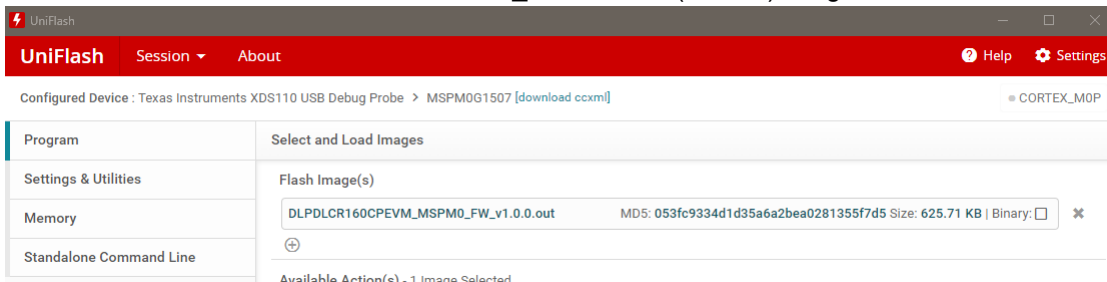 UniFlash
UniFlash Session About Help Settings
Configured Device : Texas Instruments XDS110 USB Debug Probe > MSPM0G1507 [download ccxml] CORTEX_M0P
Program
Select and Load Images
Settings & Utilities
Flash Image(s)
Memory
DLPDLCR160CPEVM_MSPM0_FW_v1.0.0.out MD5: 053fc9334d1d35a6a2bea0281355f7d5 Size: 625.71 KB | Binary:
Standalone Command Line
Available Action(s) - 1 Image Selected